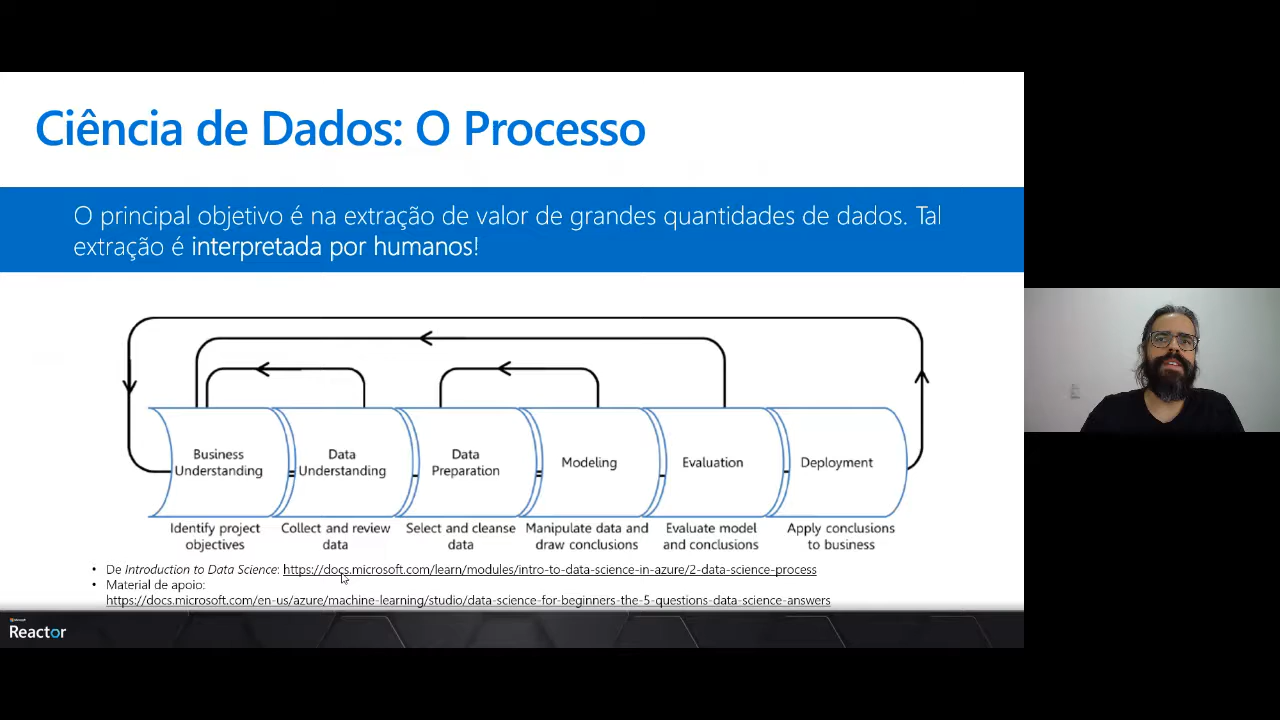 Ciência de Dados: O Processo
O principal objetivo é na extração de valor de grandes quantidades de dados. Tal
extração é interpretada por humanos!
Business
Understanding
Data
Understanding
Data
Preparation
Modeling
Evaluation
Deployment
Identify project
objectives
Collect and review
data
Select and cleanse
data
Manipulate data and
draw conclusions
Evaluate model
and conclusions
Apply conclusions
to business
• De Introduction to Data Science: https://docs.microsoft.com/learn/modules/intro-to-data-science-in-azure/2-data-science-process
• Material de apoio:
https://docs.microsoft.com/en-us/azure/machine-learning/studio/data-science-for-beginners-the-5-questions-data-science-answers
Microsoft
Reactor